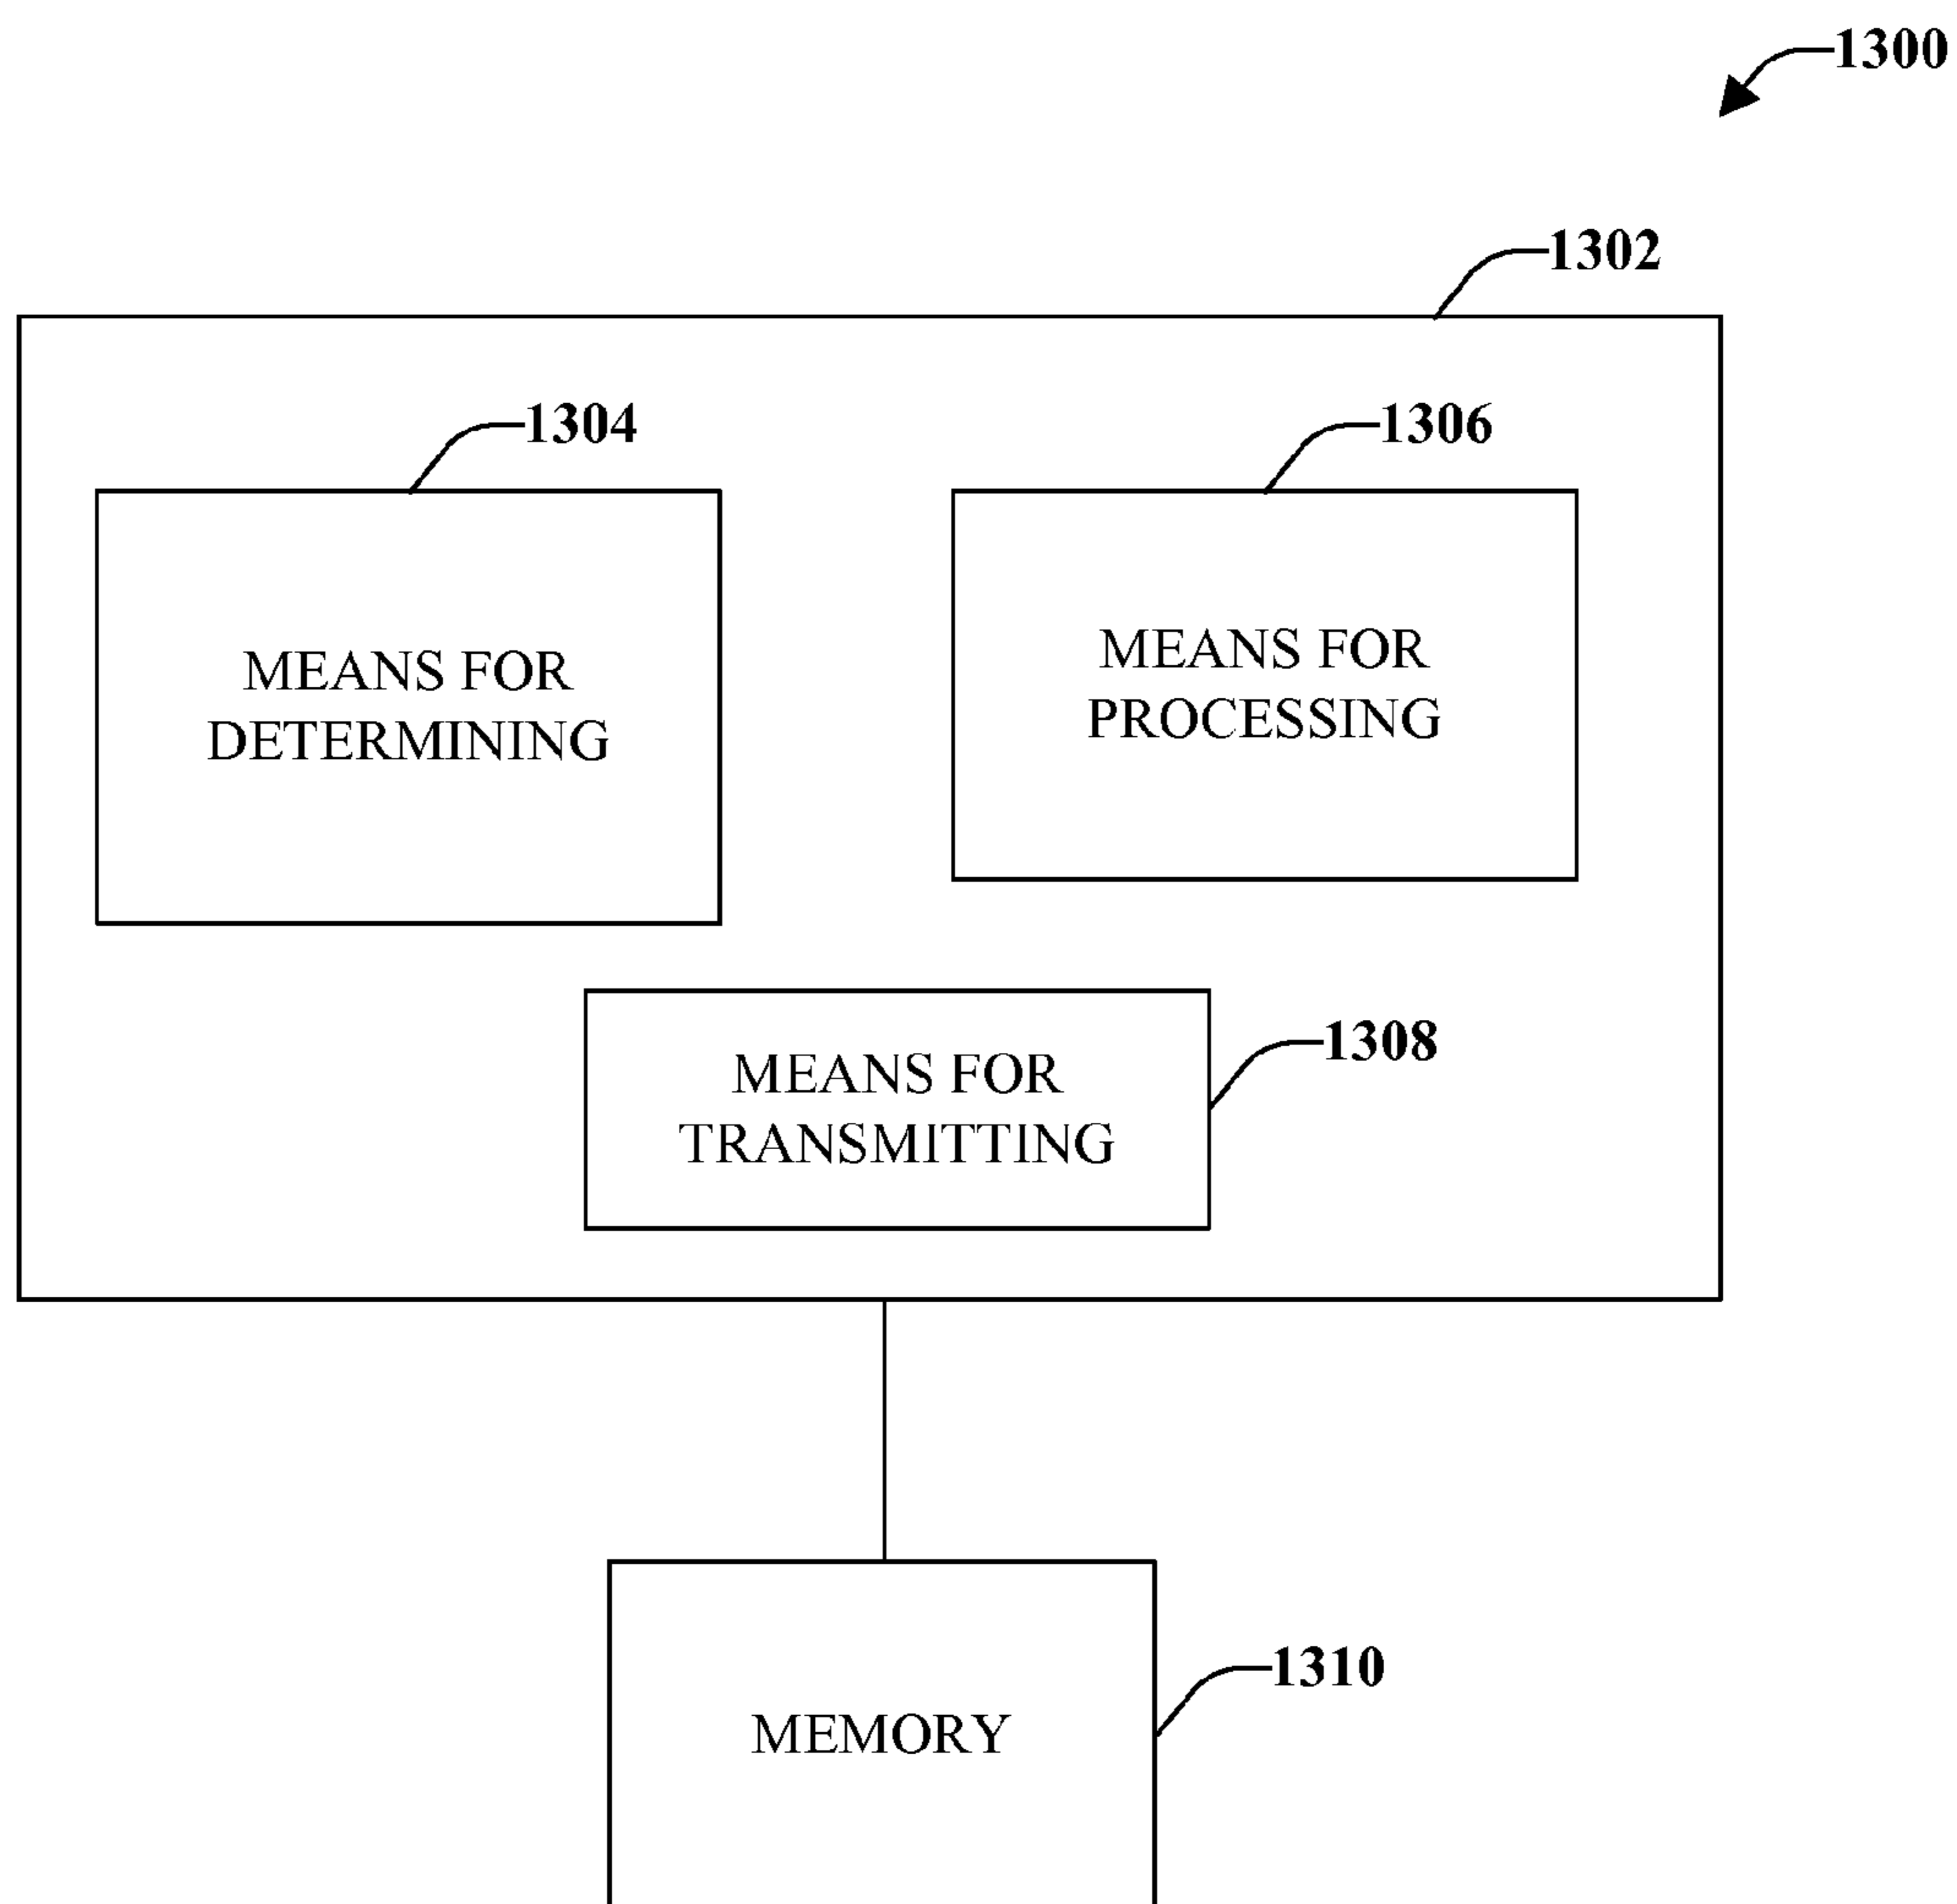 1300
1302
1304
1306
MEANS FOR
DETERMINING
MEANS FOR
PROCESSING
1308
MEANS FOR
TRANSMITTING
1310
MEMORY